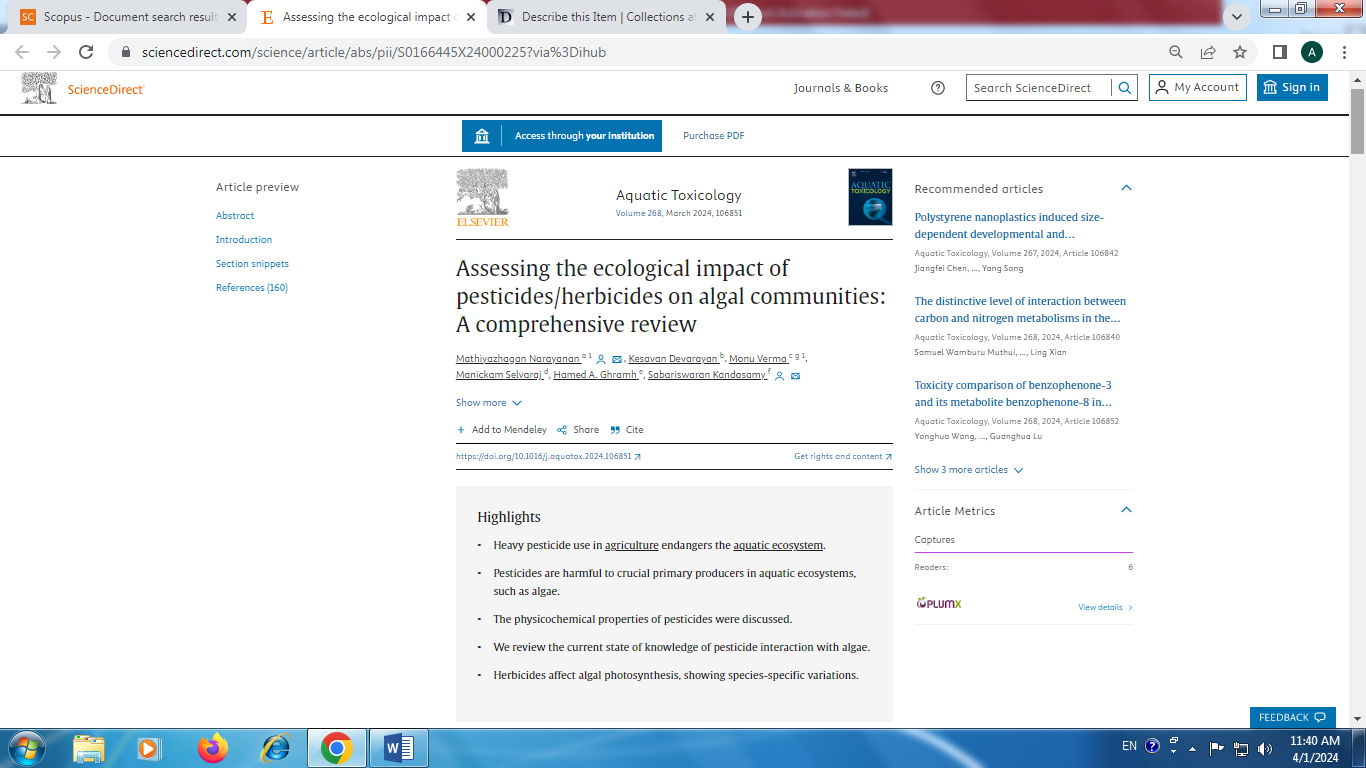 Scopus - Document search result
Assessing the ecological impact o
Describe this Item | Collections at
sciencedirect.com/science/article/abs/pii/S0166445X24000225?via%3Dihub
A
ScienceDirect
Journals & Books
Search ScienceDirect
My Account
Sign in
Access through your institution
Purchase PDF
Article preview
Abstract
Introduction
Section snippets
References (160)
ELSEVIER
Aquatic Toxicology
Volume 268, March 2024, 106851
AQUATIC
TOXICOLOGY
Assessing the ecological impact of
pesticides/herbicides on algal communities:
A comprehensive review
Mathiyazhagan Narayanan a 1, Kesavan Devarayan b, Monu Verma c g 1,
Manickam Selvaraj d, Hamed A. Ghramh e, Sabariswaran Kandasamy f
Show more
Add to Mendeley Share Cite
https://doi.org/10.1016/j.aquatox.2024.106851
Get rights and content
Highlights
• Heavy pesticide use in agriculture endangers the aquatic ecosystem.
• Pesticides are harmful to crucial primary producers in aquatic ecosystems,
such as algae.
• The physicochemical properties of pesticides were discussed.
• We review the current state of knowledge of pesticide interaction with algae.
• Herbicides affect algal photosynthesis, showing species-specific variations.
Recommended articles
Polystyrene nanoplastics induced size-
dependent developmental and…
Aquatic Toxicology, Volume 267, 2024, Article 106842
Jiangfei Chen, …, Yang Song
The distinctive level of interaction between
carbon and nitrogen metabolisms in the…
Aquatic Toxicology, Volume 268, 2024, Article 106840
Samuel Wamburu Muthui, …, Ling Xian
Toxicity comparison of benzophenone-3
and its metabolite benzophenone-8 in…
Aquatic Toxicology, Volume 268, 2024, Article 106852
Yonghua Wang, …, Guanghua Lu
Show 3 more articles
Article Metrics
Captures
Readers: 6
PLUMX
View details
FEEDBACK
EN
11:40 AM
4/1/2024